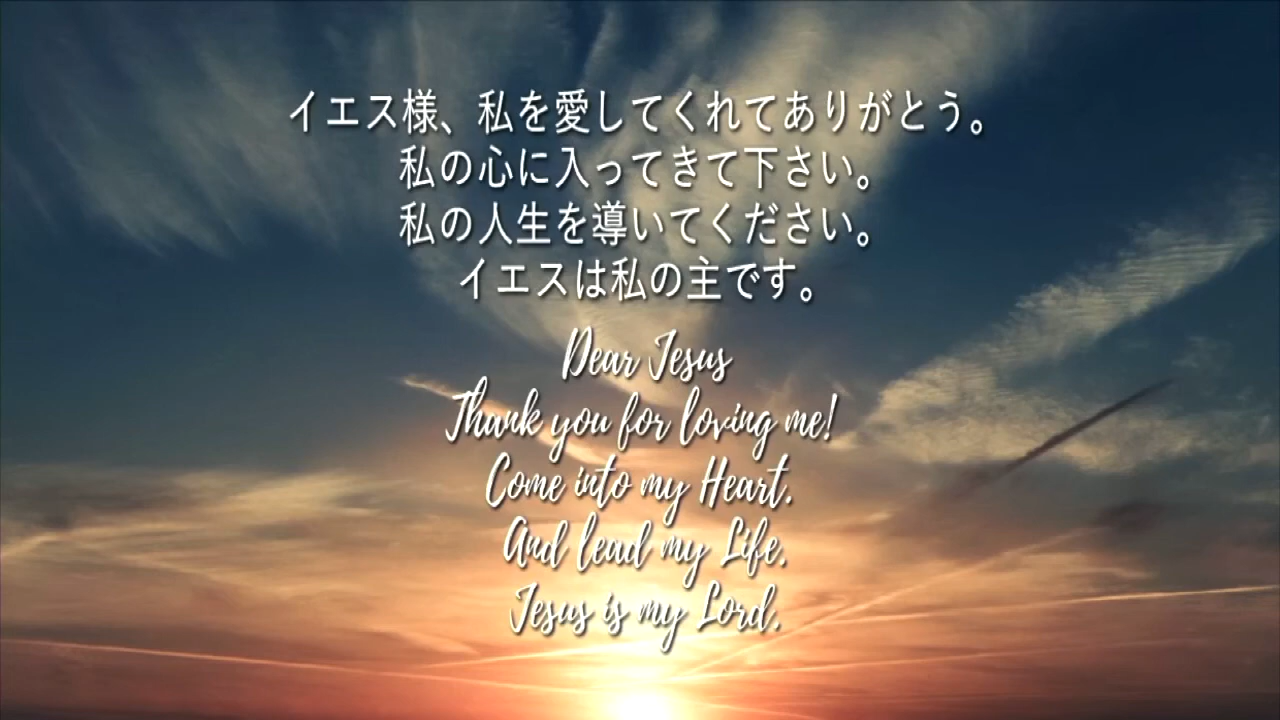 イエス様、私を愛してくれてありがとう。
私の心に入ってきて下さい。
私の人生を導いてください。
イエスは私の主です。
Dear Jesus
Thank you for loving me!
Come into my Heart.
And lead my Life.
Jesus is my Lord.